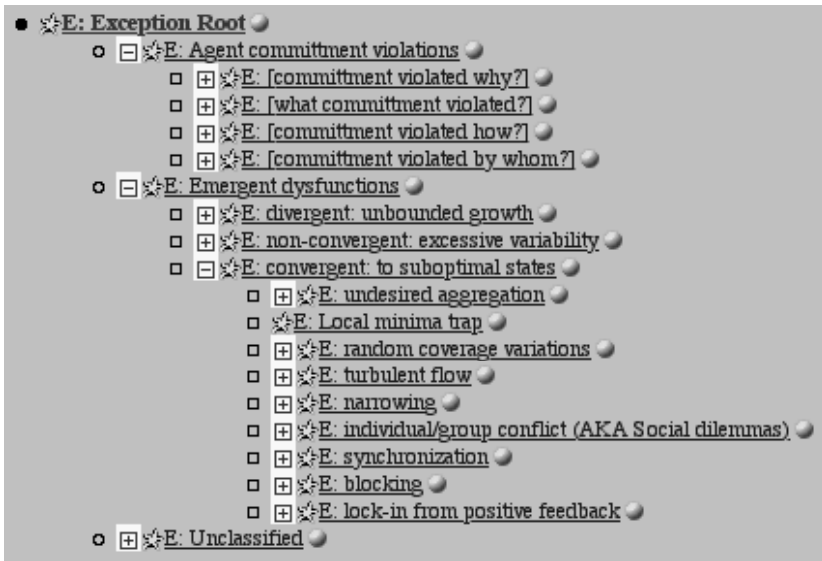 E: Exception Root
E: Agent committment violations
E: [committment violated why?]
E: [what committment violated?]
E: [committment violated how?]
E: [committment violated by whom?]
E: Emergent dysfunctions
E: divergent: unbounded growth
E: non-convergent: excessive variability
E: convergent: to suboptimal states
E: undesired aggregation
E: Local minima trap
E: random coverage variations
E: turbulent flow
E: narrowing
E: individual/group conflict (AKA Social dilemmas)
E: synchronization
E: blocking
E: lock-in from positive feedback
E: Unclassified